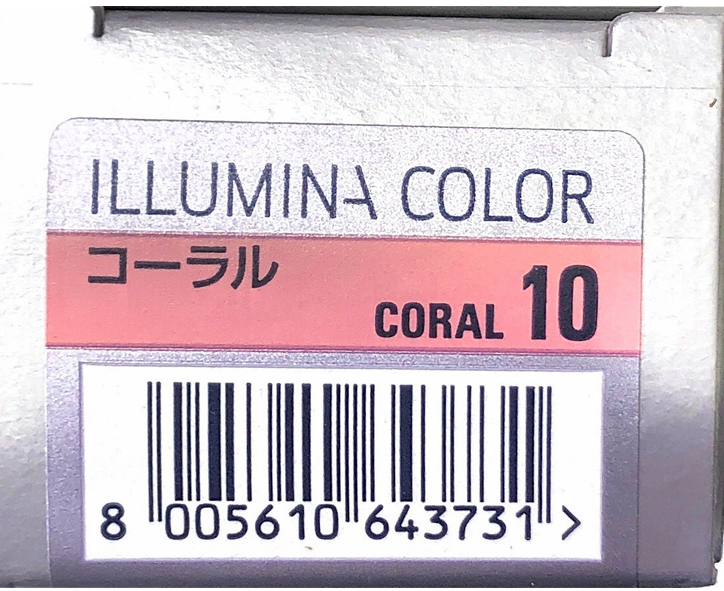 ILLUMINA COLOR
コーラル
CORAL 10
8 005610 643731 >